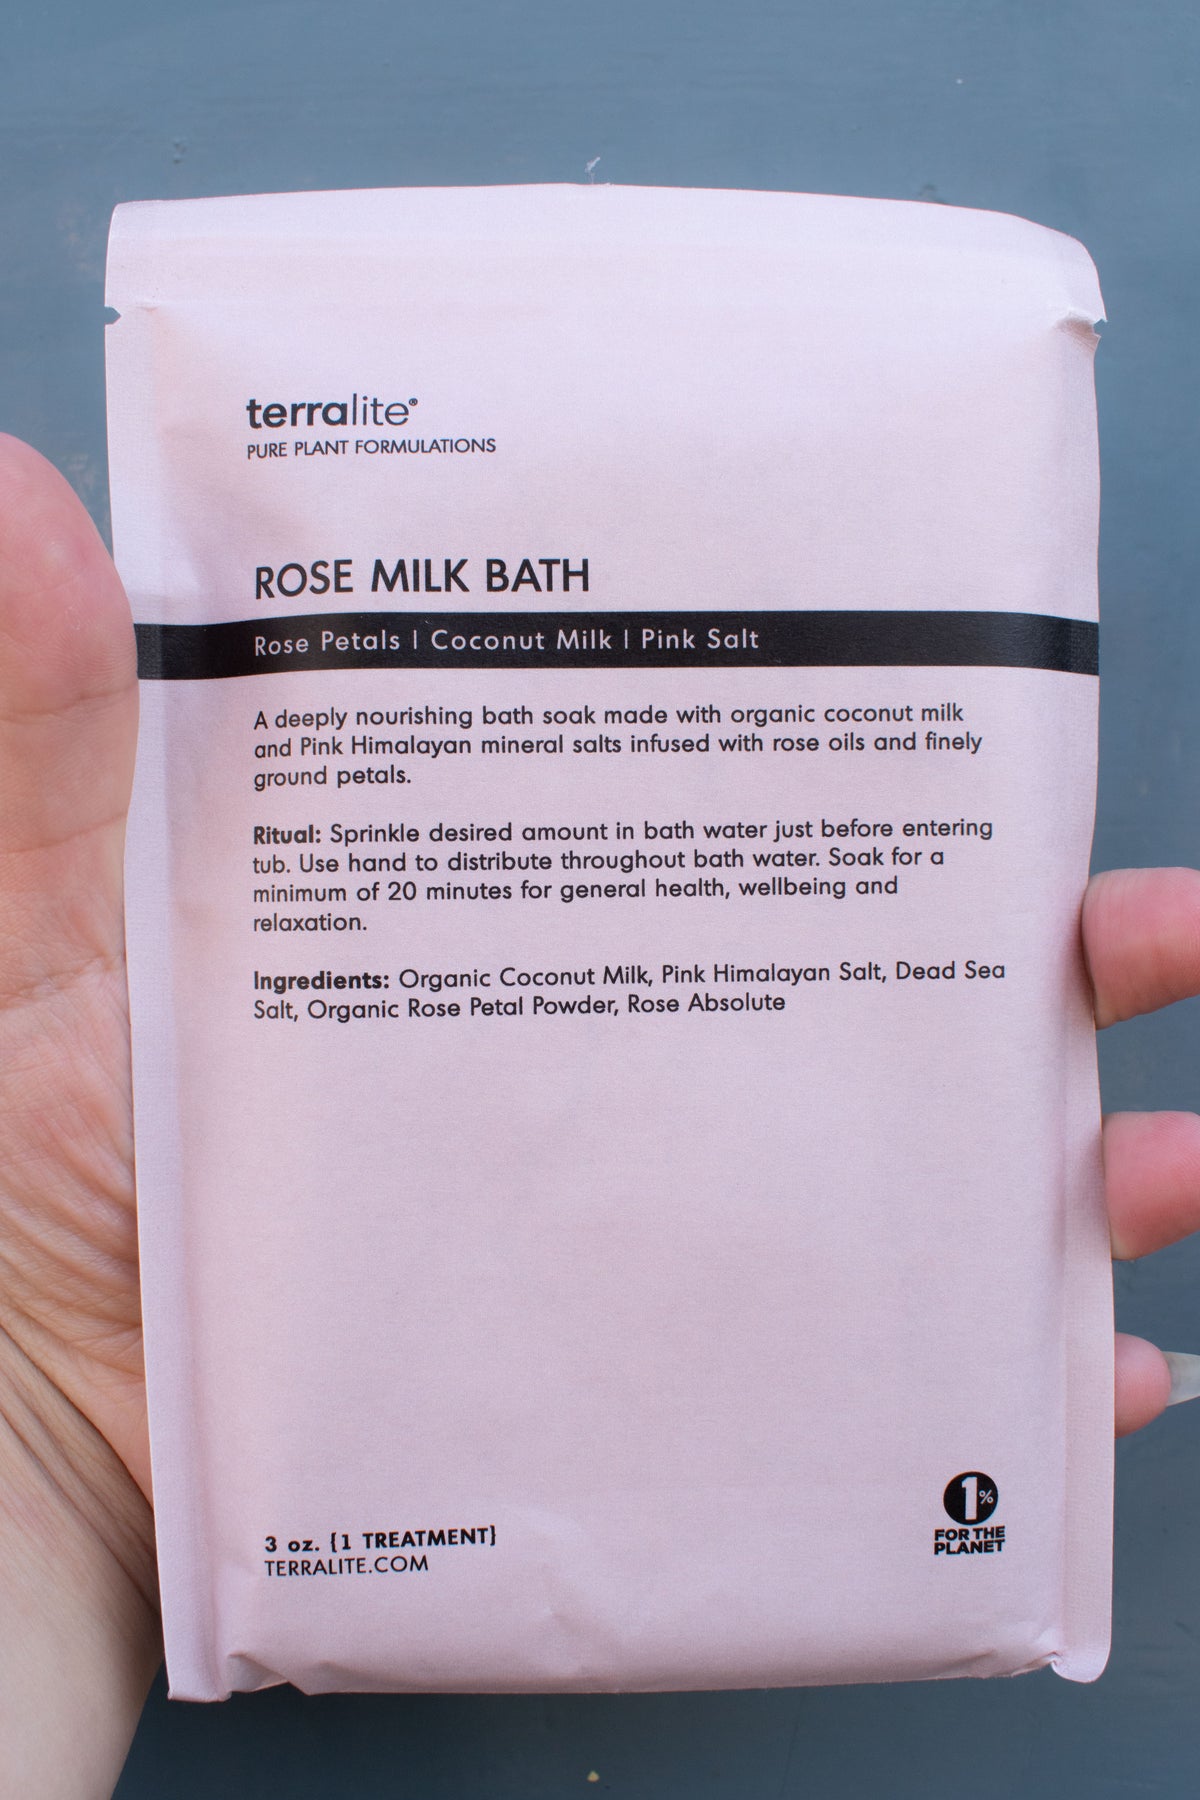 terralite®
PURE PLANT FORMULATIONS
ROSE MILK BATH
Rose Petals | Coconut Milk | Pink Salt
A deeply nourishing bath soak made with organic coconut milk
and Pink Himalayan mineral salts infused with rose oils and finely
ground petals.
Ritual: Sprinkle desired amount in bath water just before entering
tub. Use hand to distribute throughout bath water. Soak for a
minimum of 20 minutes for general health, wellbeing and
relaxation.
Ingredients: Organic Coconut Milk, Pink Himalayan Salt, Dead Sea
Salt, Organic Rose Petal Powder, Rose Absolute
3 oz. {1 TREATMENT}
TERRALITE.COM
1%
FOR THE
PLANET